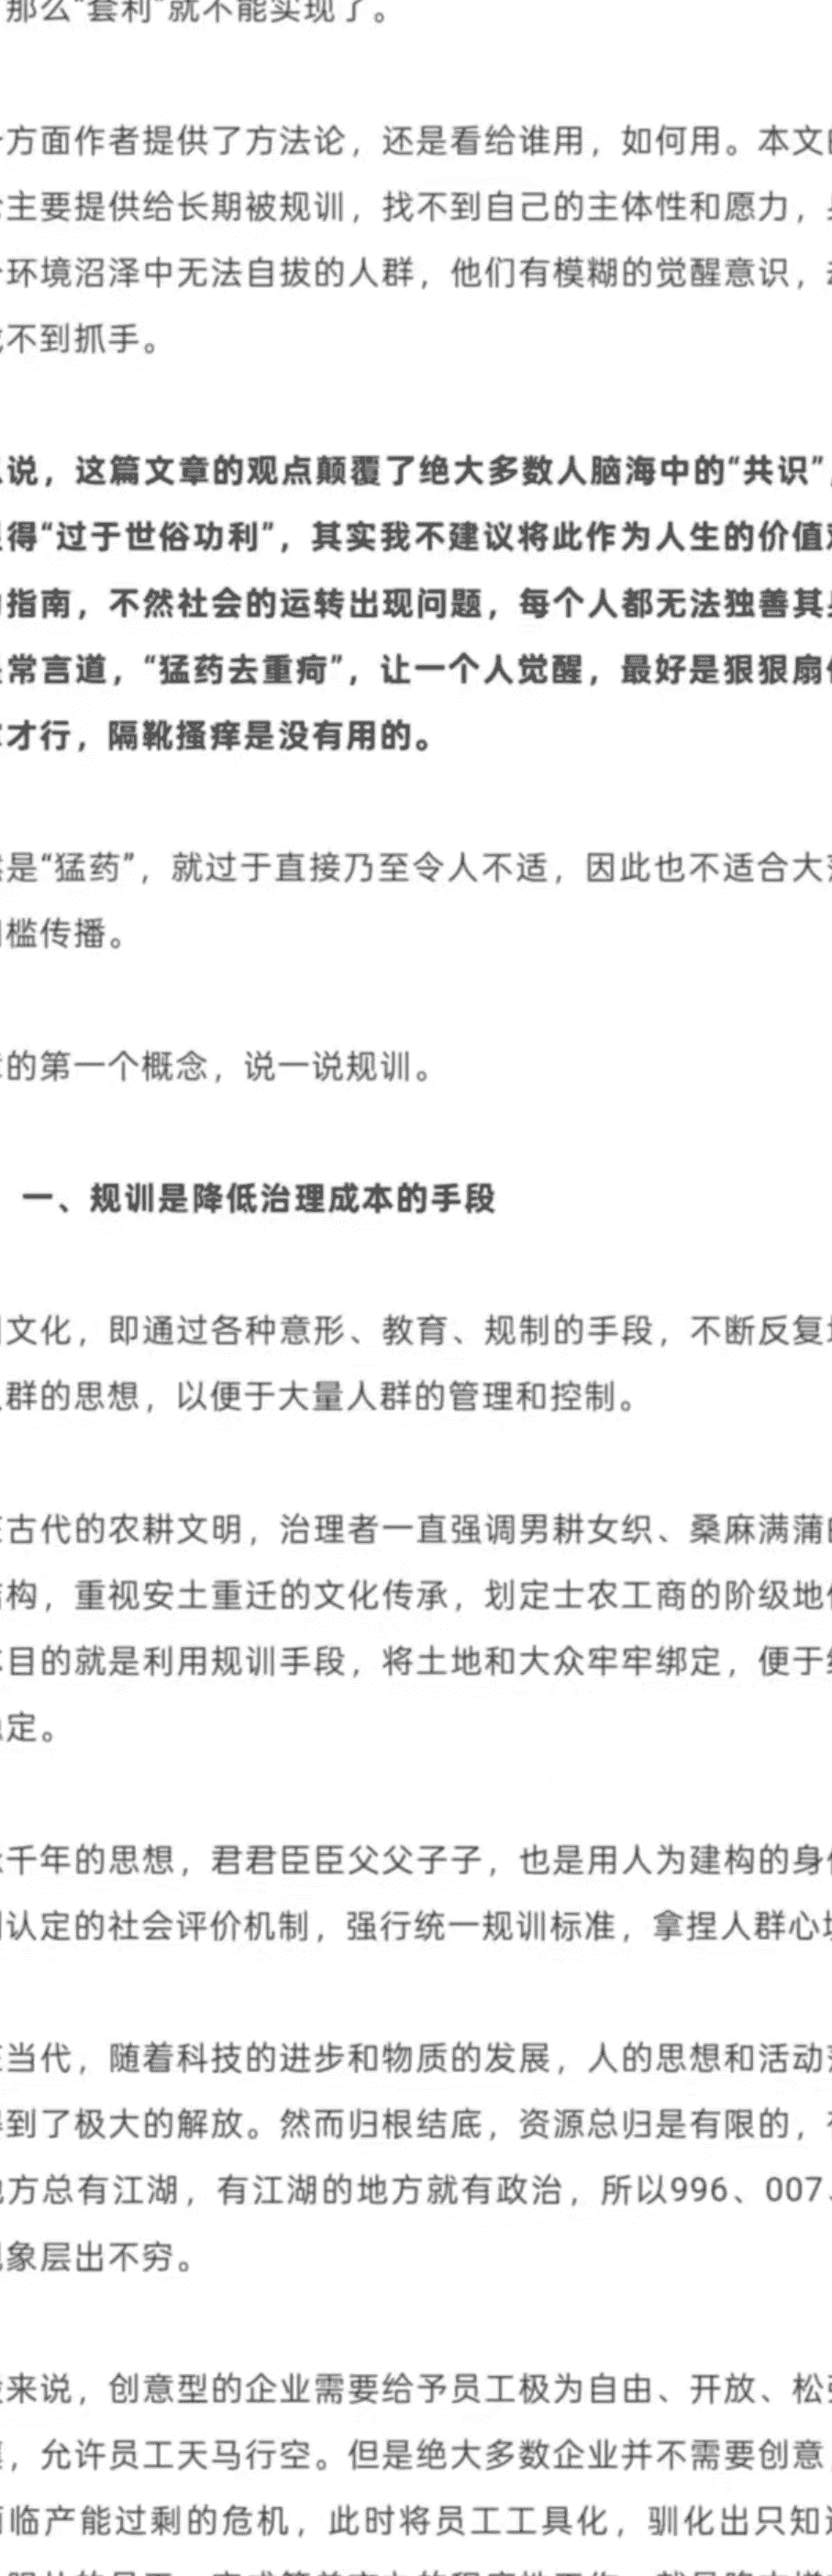 那么“套利”就不能实现了。
方面作者提供了方法论，还是看给谁用，如何用。本文
主要提供给长期被规训，找不到自己的主体性和愿力，
环境沼泽中无法自拔的人群，他们有模糊的觉醒意识，
不到抓手。
说，这篇文章的观点颠覆了绝大多数人脑海中的“共识”，
得“过于世俗功利”，其实我不建议将此作为人生的价值
指南，不然社会的运转出现问题，每个人都无法独善其
常言道，“猛药去重疴”，让一个人觉醒，最好是狠狠扇
才行，隔靴搔痒是没有用的。
是“猛药”，就过于直接乃至令人不适，因此也不适合大
槛传播。
的第一个概念，说一说规训。
一、规训是降低治理成本的手段
文化，即通过各种意形、教育、规制的手段，不断反复
群的思想，以便于大量人群的管理和控制。
古代的农耕文明，治理者一直强调男耕女织、桑麻满蒲
构，重视安土重迁的文化传承，划定士农工商的阶级地
目的就是利用规训手段，将土地和大众牢牢绑定，便于
定。
千年的思想，君君臣臣父父子子，也是用人为建构的身
认定的社会评价机制，强行统一规训标准，拿捏人群心
当代，随着科技的进步和物质的发展，人的思想和活动
到了极大的解放。然而归根结底，资源总归是有限的，
方总有江湖，有江湖的地方就有政治，所以996、007、
象层出不穷。
来说，创意型的企业需要给予员工极为自由、开放、松
，允许员工天马行空。但是绝大多数企业并不需要创意，
临产能过剩的危机，此时将员工工具化，驯化出只知